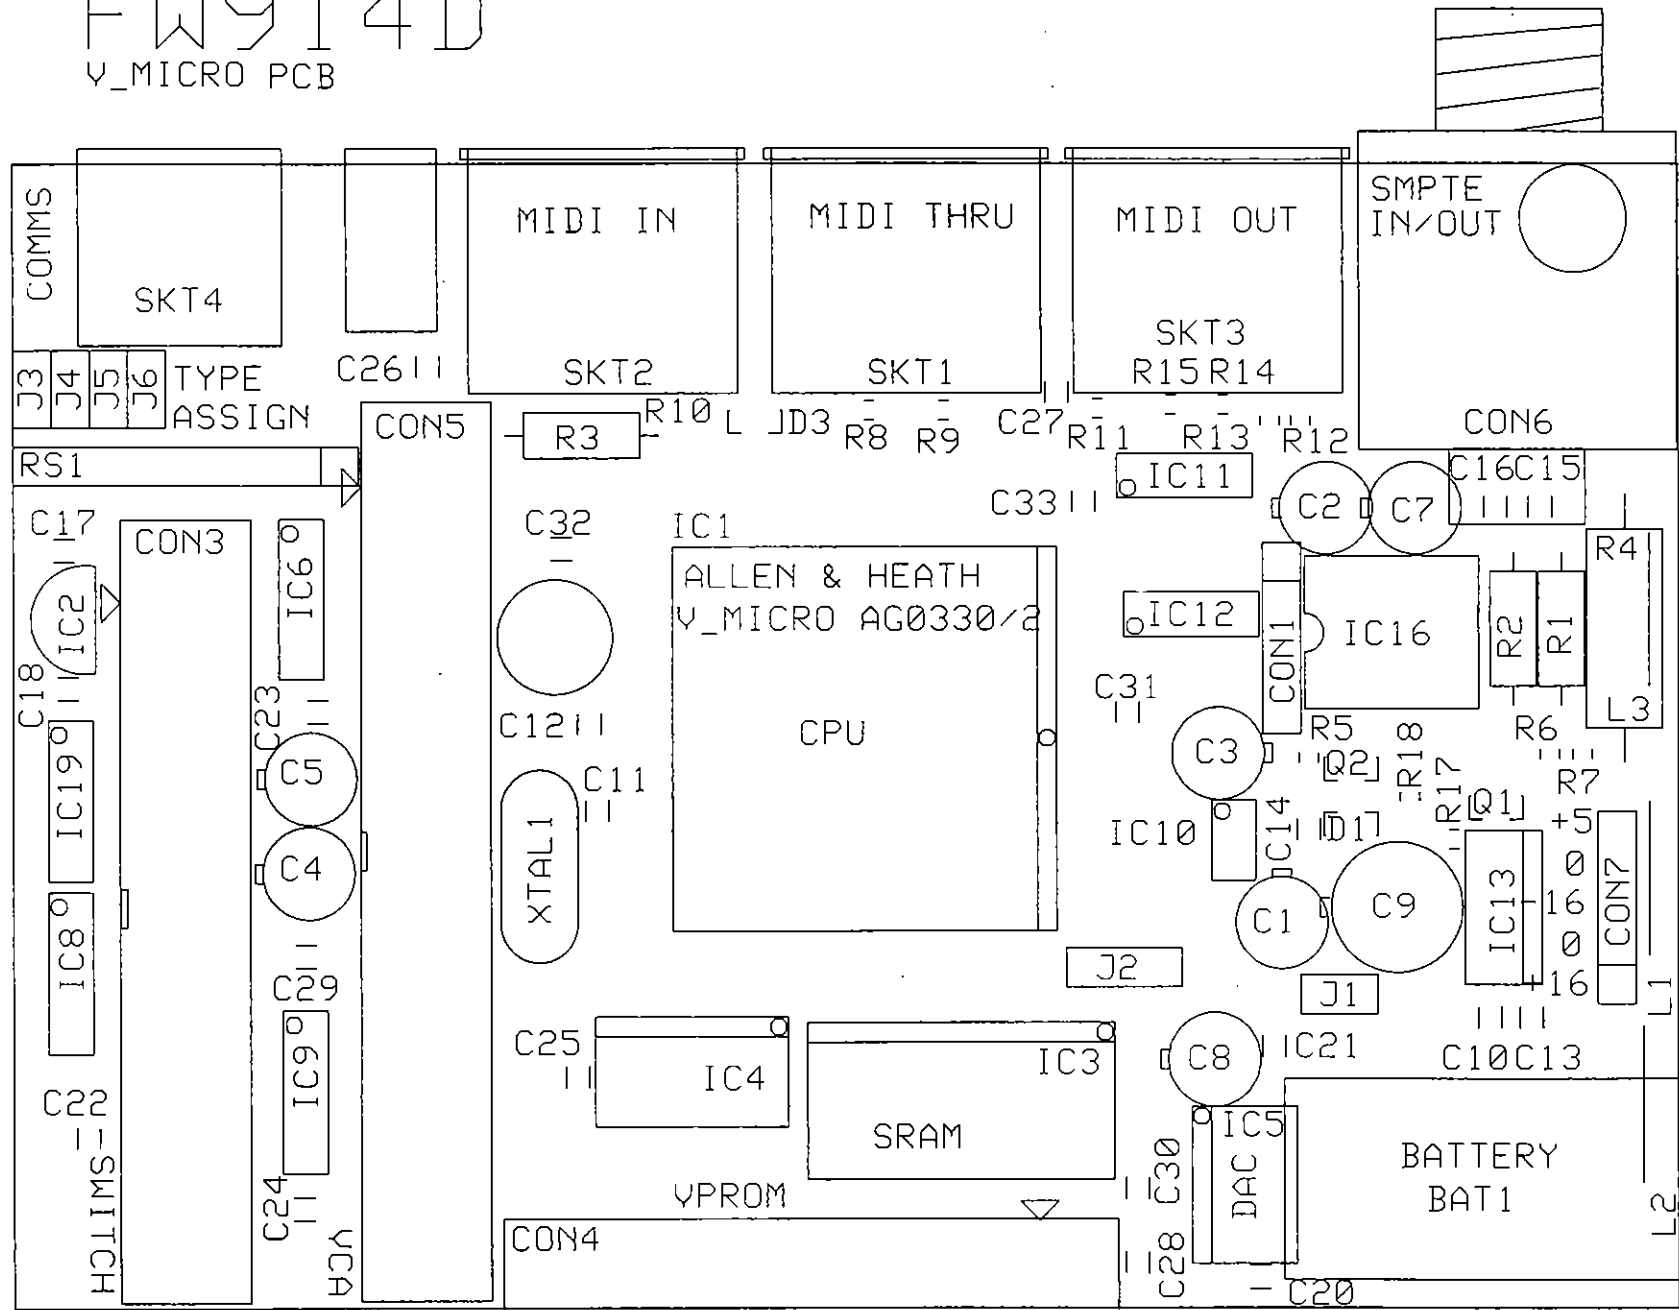 FW914D
V_MICRO PCB
COMMS
SKT4
MIDI IN
SKT2
MIDI THRU
SKT1
MIDI OUT
SKT3
R15 R14
SMPTE
IN/OUT
CON6
J3
J4
J5
J6
TYPE
ASSIGN
C26
RS1
CON5
R3
R10
L
JD3
R8
R9
C27
R11
R13
R12
IC11
C33
C2
C7
C16 C15
C17
CON3
IC6
C32
IC1
ALLEN & HEATH
V_MICRO AG0330/2
CPU
IC12
CON1
IC16
R2
R1
R4
L3
IC2
C18
C23
C12
C31
C3
R5
Q2
R18
R17
R6
R7
IC19
C5
C11
XTAL1
IC10
C14
D1
Q1
+5
0
-16
0
+16
CON7
L1
C4
IC8
C1
C9
IC13
J2
J1
C29
IC9
C25
IC4
IC3
SRAM
C8
C21
C10 C13
C22
-SMITCH
C24
VCA
VPROM
CON4
C30
C28
IC5
DAC
C20
BATTERY
BAT1
L2